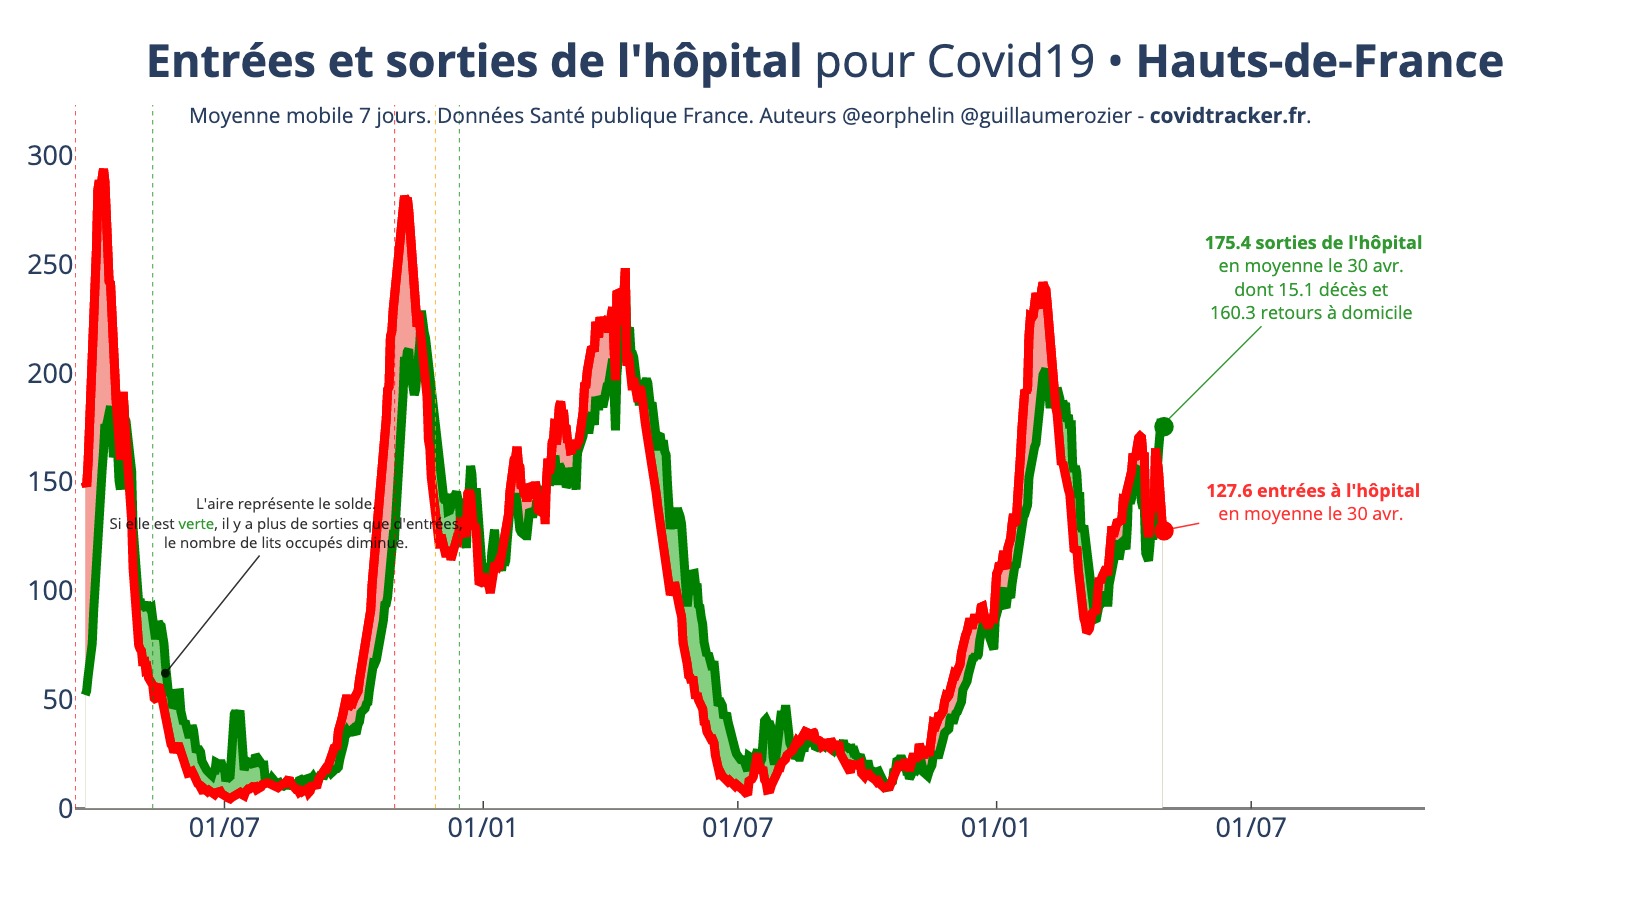 Entrées et sorties de l'hôpital pour Covid19 • Hauts-de-France
Moyenne mobile 7 jours. Données Santé publique France. Auteurs @eorphelin @guillaumerozier - covidtracker.fr.
300
250
200
150
100
50
0
175.4 sorties de l'hôpital
en moyenne le 30 avr.
dont 15.1 décès et
160.3 retours à domicile
127.6 entrées à l'hôpital
en moyenne le 30 avr.
L'aire représente le solde.
Si elle est verte, il y a plus de sorties que d'entrées,
le nombre de lits occupés diminue.
01/07
01/01
01/07
01/01
01/07